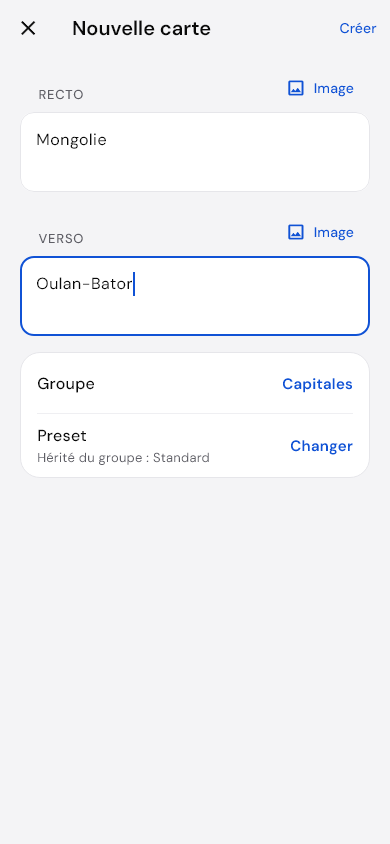 Nouvelle carte
Créer
RECTO
Image
Mongolie
VERSO
Image
Oulan-Bator
Groupe
Capitales
Preset
Hérité du groupe : Standard
Changer